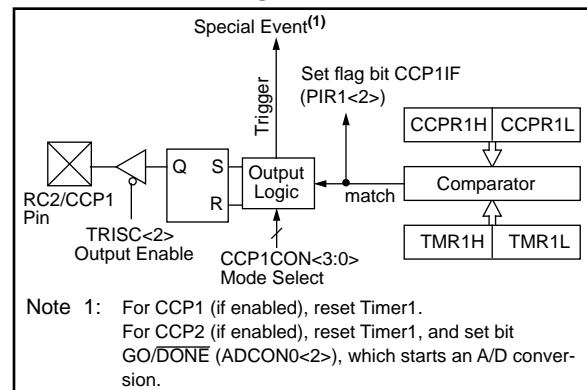 Special Event(1)
Trigger
Set flag bit CCP1IF
(PIR1<2>)
CCPR1H CCPR1L
Q S
R
Output
Logic
match
Comparator
RC2/CCP1
Pin
TRISC<2>
Output Enable
CCP1CON<3:0>
Mode Select
TMR1H TMR1L
Note 1: For CCP1 (if enabled), reset Timer1.
For CCP2 (if enabled), reset Timer1, and set bit
GO/DONE (ADCON0<2>), which starts an A/D conver-
sion.